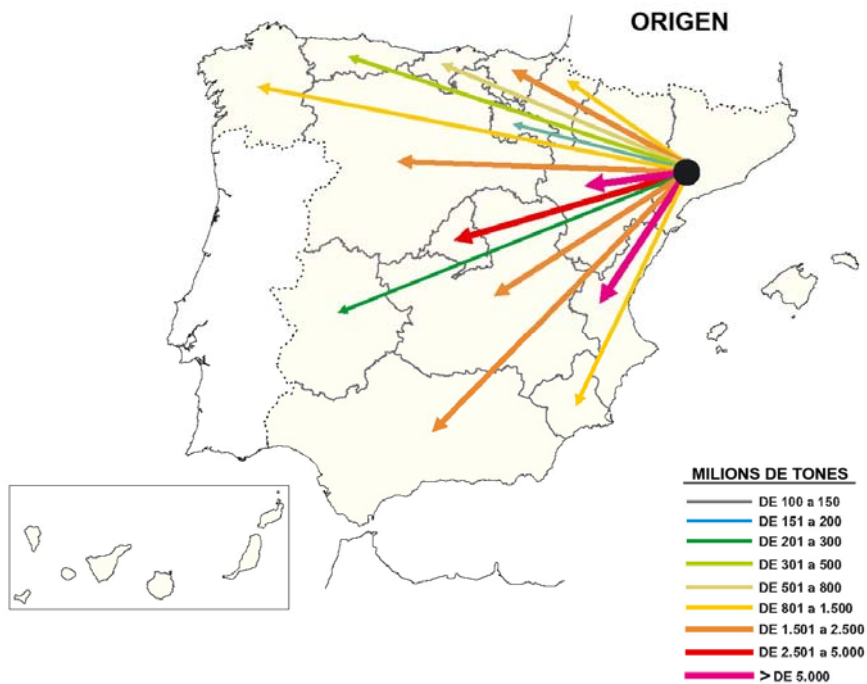 ORIGEN
MILIONS DE TONES
DE 100 a 150
DE 151 a 200
DE 201 a 300
DE 301 a 500
DE 501 a 800
DE 801 a 1.500
DE 1.501 a 2.500
DE 2.501 a 5.000
> DE 5.000